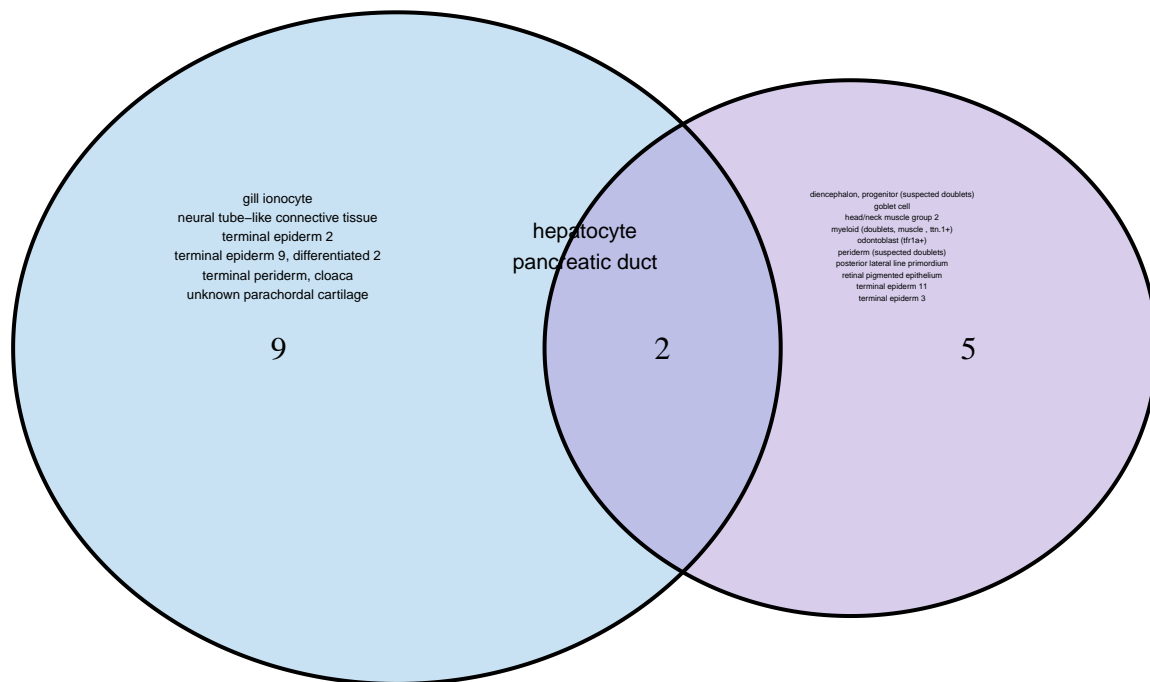 gill ionocyte
neural tube−like connective tissue
terminal epiderm 2
terminal epiderm 9, differentiated 2
terminal periderm, cloaca
unknown parachordal cartilage
9
hepatocyte
pancreatic duct
2
diencephalon, progenitor (suspected doublets)
goblet cell
head/neck muscle group 2
myeloid (doublets, muscle , ttn.1+)
odontoblast (tfr1a+)
periderm (suspected doublets)
posterior lateral line primordium
retinal pigmented epithelium
terminal epiderm 11
terminal epiderm 3
5